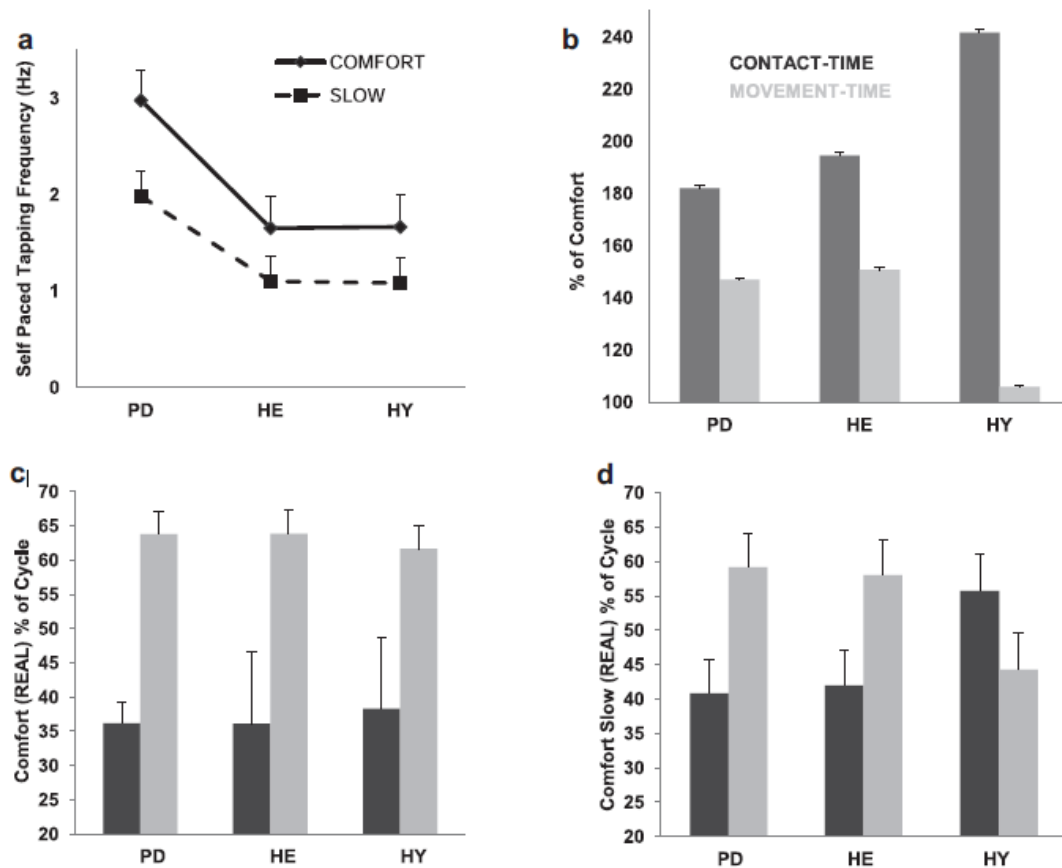 a
COMFORT
SLOW
Self Paced Tapping Frequency (Hz)
3
2
1
0
PD HE HY
b
CONTACT-TIME
MOVEMENT-TIME
% of Comfort
240
220
200
180
160
140
120
100
PD HE HY
c
Comfort (REAL) % of Cycle
70
65
60
55
50
45
40
35
30
25
20
PD HE HY
d
Comfort Slow (REAL) % of Cycle
70
65
60
55
50
45
40
35
30
25
20
PD HE HY